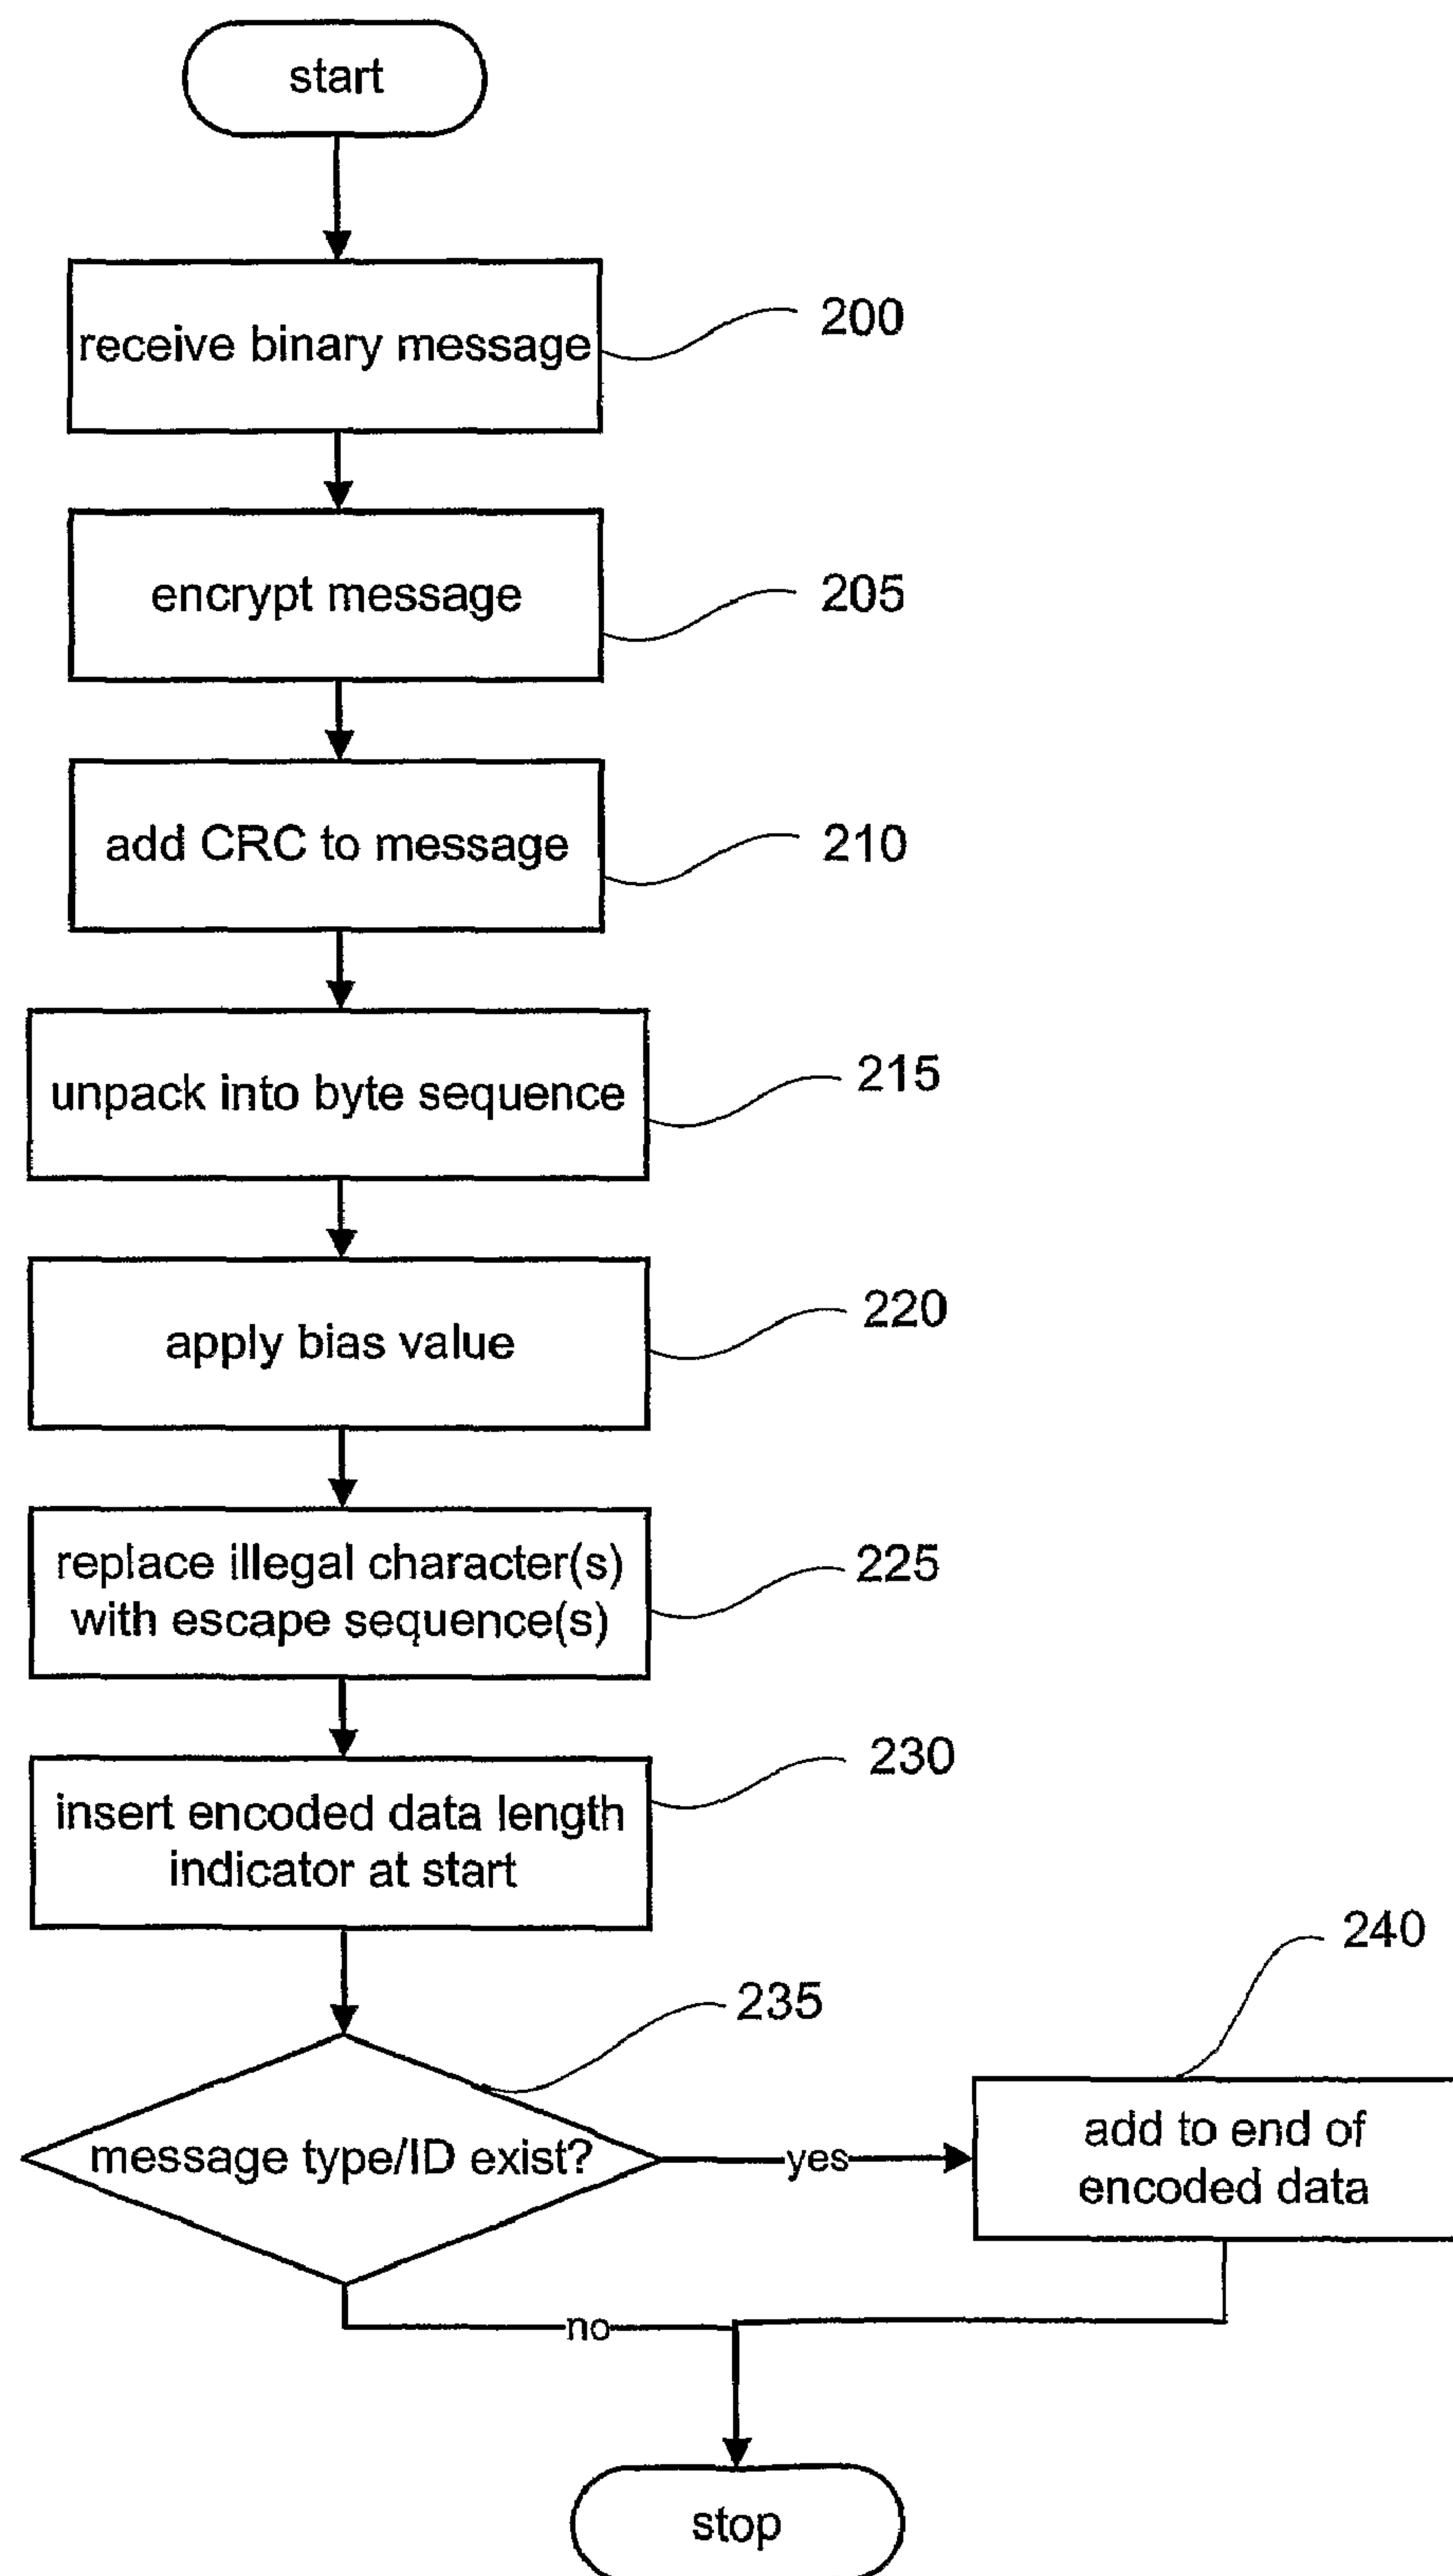 start
receive binary message
200
encrypt message
205
add CRC to message
210
unpack into byte sequence
215
apply bias value
220
replace illegal character(s)
with escape sequence(s)
225
insert encoded data length
indicator at start
230
message type/ID exist?
235
yes
add to end of
encoded data
240
no
stop